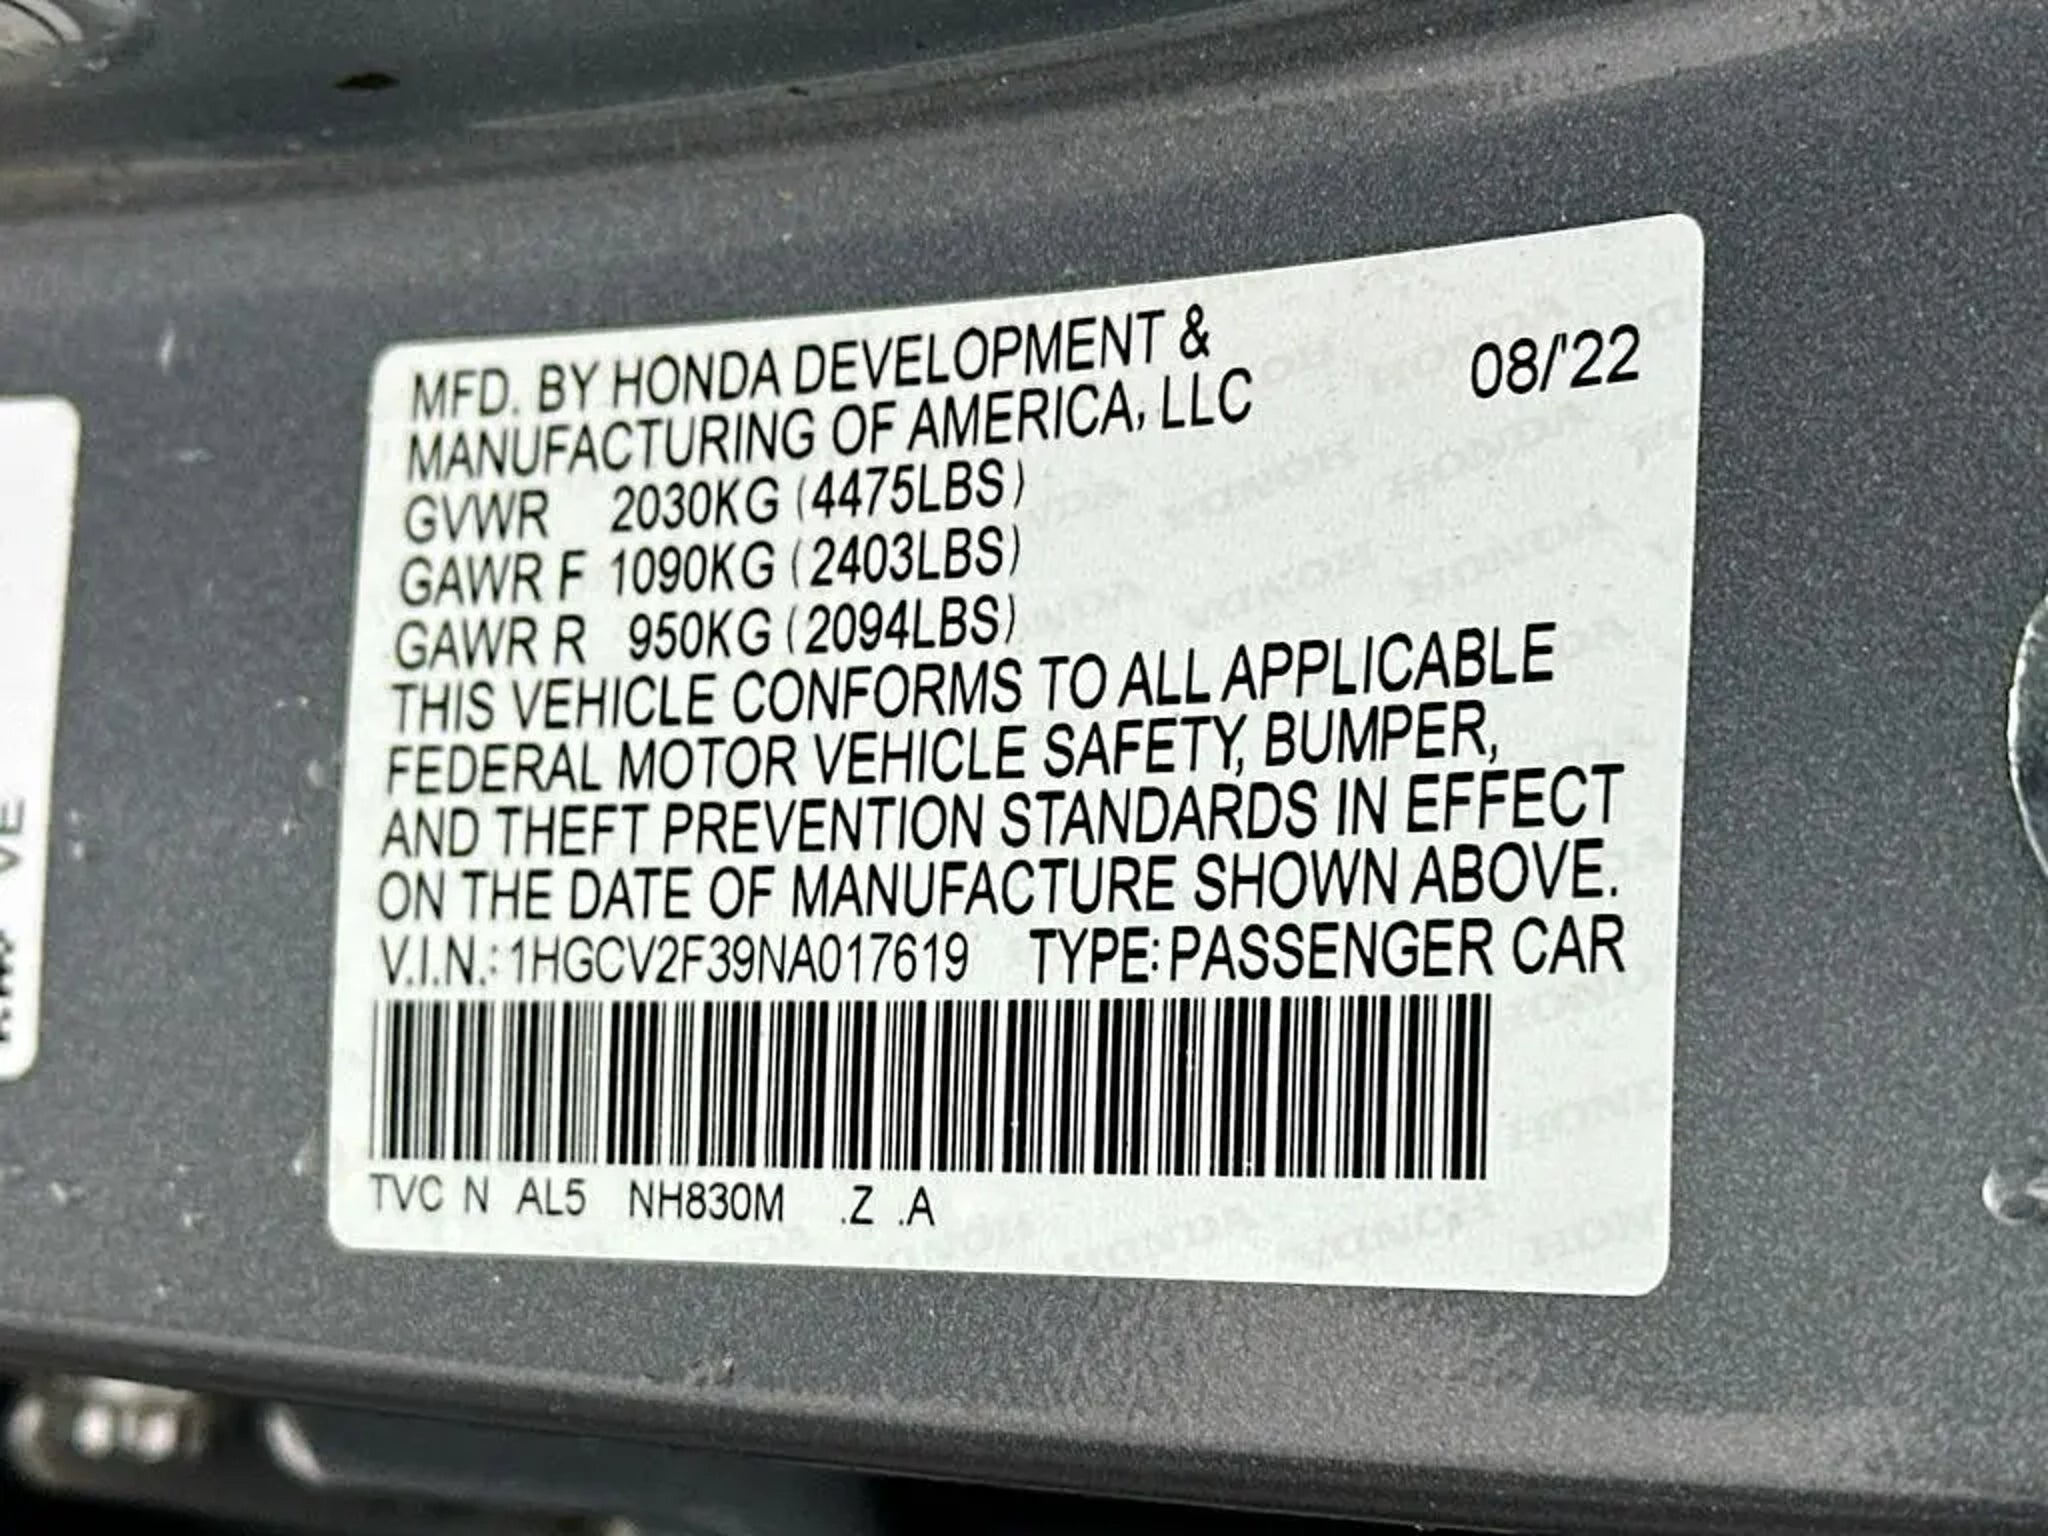 MFD. BY HONDA DEVELOPMENT &
MANUFACTURING OF AMERICA, LLC
08/'22
GVWR 2030KG (4475LBS)
GAWR F 1090KG (2403LBS)
GAWR R 950KG (2094LBS)
THIS VEHICLE CONFORMS TO ALL APPLICABLE
FEDERAL MOTOR VEHICLE SAFETY, BUMPER,
AND THEFT PREVENTION STANDARDS IN EFFECT
ON THE DATE OF MANUFACTURE SHOWN ABOVE.
V.I.N.: 1HGCV2F39NA017619 TYPE: PASSENGER CAR
TVC N AL5 NH830M .Z .A
VE